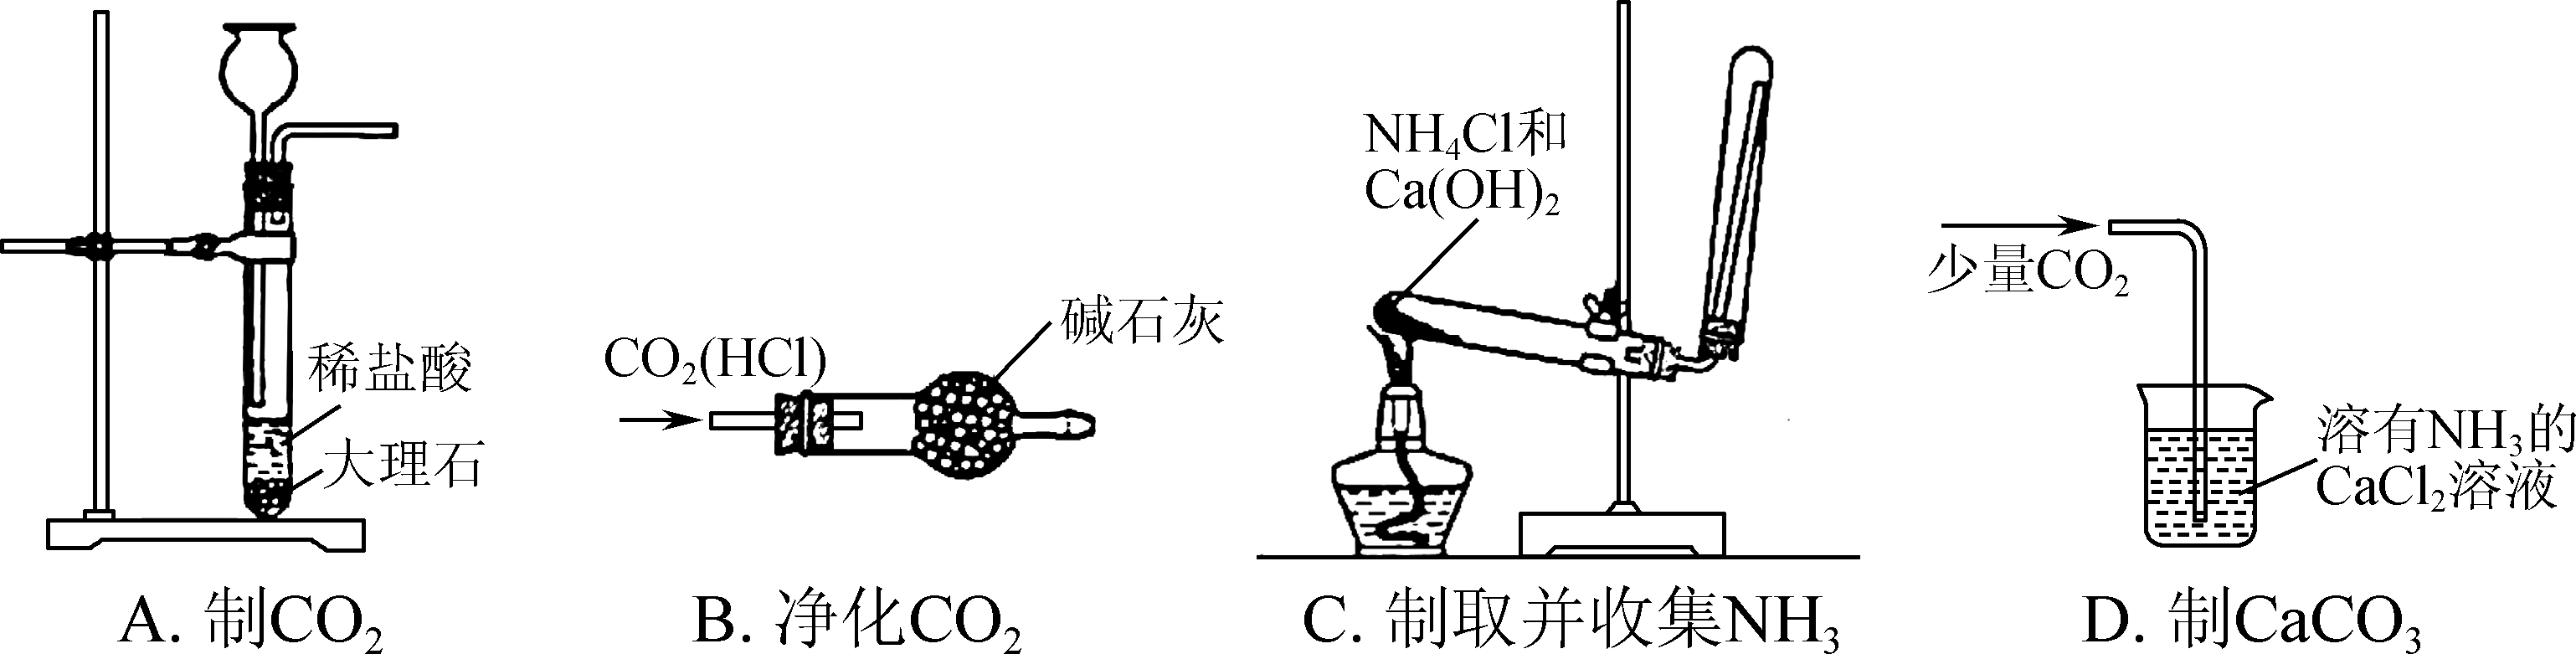 稀盐酸
大理石
A. 制CO₂
CO₂(HCl)
碱石灰
B. 净化CO₂
NH₄Cl和
Ca(OH)₂
C. 制取并收集NH₃
少量CO₂
溶有NH₃的
CaCl₂溶液
D. 制CaCO₃